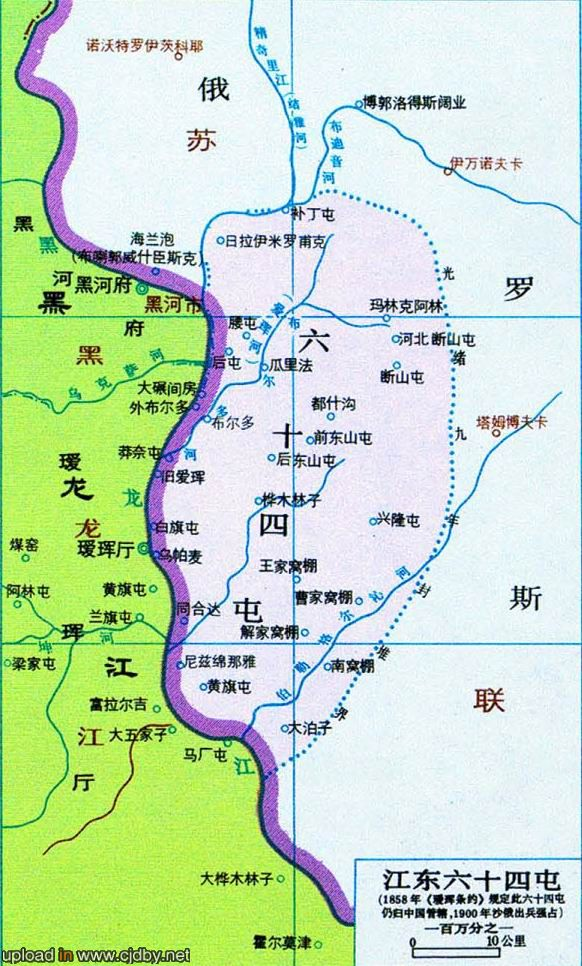 诺沃特罗伊茨科耶
精奇里江
(结雅河)
俄
苏
博郭洛得斯阔业
布迪音河
伊万诺夫卡
补丁屯
黑
黑
海兰泡
(布喇郭威什臣斯克)
日拉伊米罗甫克
光
河
黑河府
黑
黑河市
府
黑
罗
玛林克阿林
腰屯
六
河北断山屯
绪
后屯
瓜里法
断山屯
乌克萨河
大碾间房
外布尔多
布尔多
都什沟
塔姆博夫卡
十
前东山屯
九
莽奈屯
河
后东山屯
旧爱珲
瑷
龙
龙
龙
桦木林子
四
兴隆屯
年
白旗屯
煤窑
瑷珲厅
乌帕麦
王家窝棚
河
封
阿林屯
黄旗屯
曹家窝棚
斯
兰旗屯
同合达
屯
珲
河
解家窝棚
堆
梁家屯
江
尼兹绵那雅
南窝棚
黄旗屯
联
富拉尔吉
界
江
大五家子
大泊子
马厂屯
江
厅
大桦木林子
霍尔莫津
江东六十四屯
(1858年《瑷珲条约》规定此六十四屯
仍归中国管辖,1900年沙俄出兵强占)
一百万分之一
0 10公里
upload in www.cjdby.net